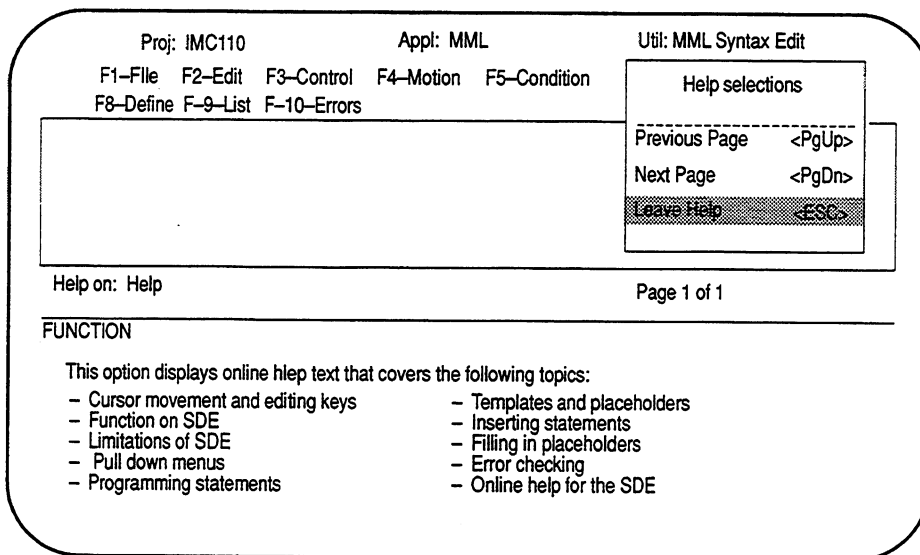 Proj: IMC110 Appl: MML Util: MML Syntax Edit
F1–File F2–Edit F3–Control F4–Motion F5–Condition
F8–Define F–9–List F–10–Errors
Help selections
Previous Page <PgUp>
Next Page <PgDn>
Leave Help <ESC>
Help on: Help Page 1 of 1
FUNCTION
This option displays online hlep text that covers the following topics:
– Cursor movement and editing keys
– Function on SDE
– Limitations of SDE
– Pull down menus
– Programming statements
– Templates and placeholders
– Inserting statements
– Filling in placeholders
– Error checking
– Online help for the SDE